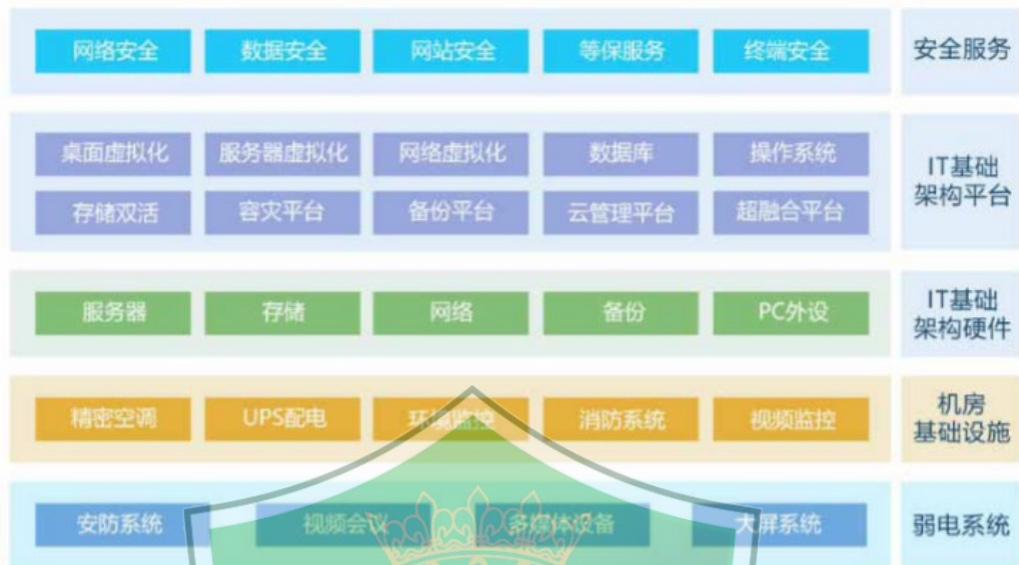 网络安全 数据安全 网站安全 等保服务 终端安全 安全服务
桌面虚拟化 服务器虚拟化 网络虚拟化 数据库 操作系统
IT基础
架构平台
存储双活 容灾平台 备份平台 云管理平台 超融合平台
服务器 存储 网络 备份 PC外设
IT基础
架构硬件
精密空调 UPS配电 环境监控 消防系统 视频监控
机房
基础设施
安防系统 视频会议 多媒体设备 大屏系统 弱电系统